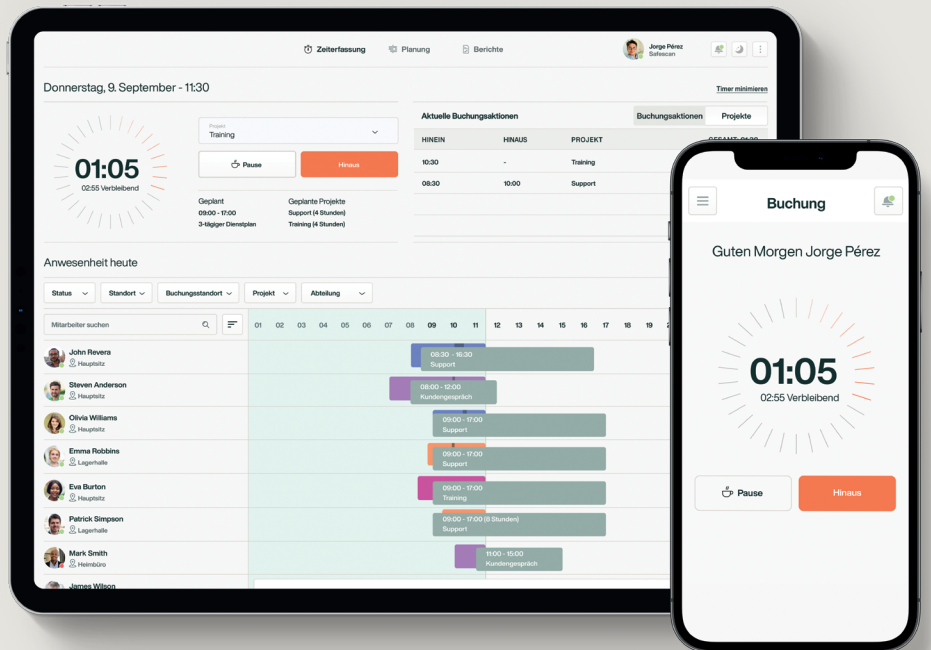 Zeiterfassung
Planung
Berichte
Jorge Pérez
Safescan
Donnerstag, 9. September - 11:30
Timer minimieren
01:05
02:55 Verbleibend
Projekt
Training
Pause
Hinaus
Geplant
09:00 - 17:00
3-tägiger Dienstplan
Geplante Projekte
Support (4 Stunden)
Training (4 Stunden)
Aktuelle Buchungsaktionen
Buchungsaktionen
Projekte
HINEIN HINAUS PROJEKT
10:30 - Training
08:30 10:00 Support
Anwesenheit heute
Status
Standort
Buchungsstandort
Projekt
Abteilung
Mitarbeiter suchen
01 02 03 04 05 06 07 08 09 10 11 12 13 14 15 16 17 18 19
John Revera
Hauptsitz
08:30 - 16:30
Support
Steven Anderson
Hauptsitz
08:00 - 12:00
Kundengespräch
Olivia Williams
Hauptsitz
09:00 - 17:00
Support
Emma Robbins
Lagerhalle
09:00 - 17:00
Support
Eva Burton
Hauptsitz
09:00 - 17:00
Training
Patrick Simpson
Lagerhalle
09:00 - 17:00 (8 Stunden)
Support
Mark Smith
Heimbüro
11:00 - 15:00
Kundengespräch
James Wilson
Buchung
Guten Morgen Jorge Pérez
01:05
02:55 Verbleibend
Pause
Hinaus